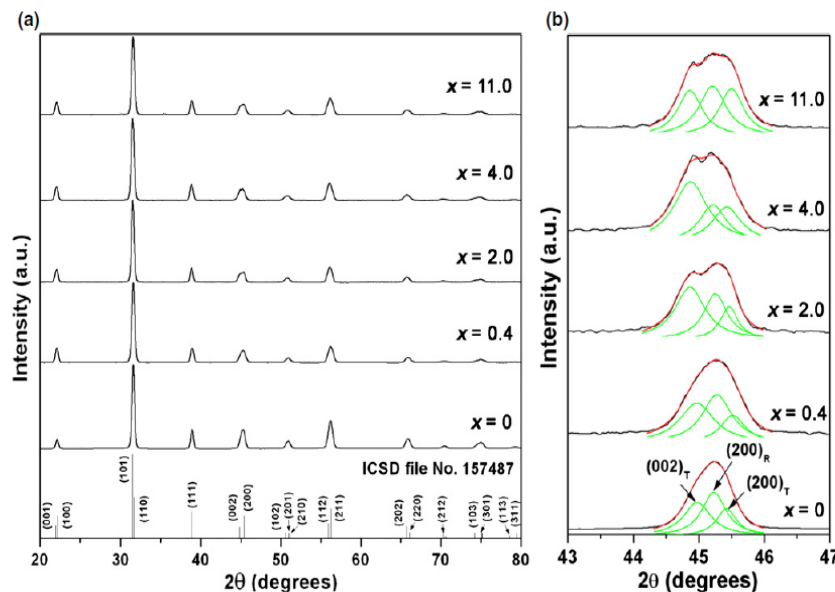 (a)
x = 11.0
x = 4.0
x = 2.0
x = 0.4
x = 0
ICSD file No. 157487
(001)
(100)
(101)
(110)
(111)
(002)
(200)
(102)
(201)
(210)
(112)
(211)
(202)
(220)
(212)
(103)
(301)
(113)
(311)
20 30 40 50 60 70 80
2θ (degrees)
Intensity (a.u.)
(b)
x = 11.0
x = 4.0
x = 2.0
x = 0.4
(002)T
(200)R
(200)T
x = 0
43 44 45 46 47
2θ (degrees)
Intensity (a.u.)